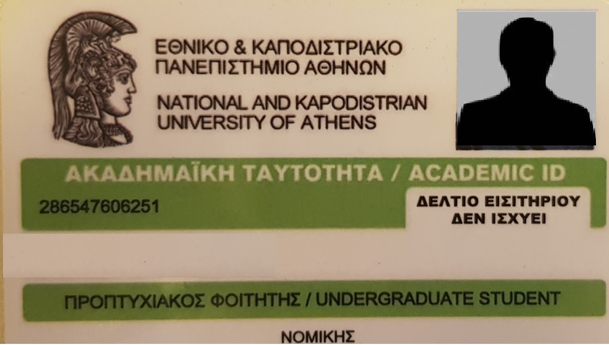 ΕΘΝΙΚΟ & ΚΑΠΟΔΙΣΤΡΙΑΚΟ
ΠΑΝΕΠΙΣΤΗΜΙΟ ΑΘΗΝΩΝ
NATIONAL AND KAPODISTRIAN
UNIVERSITY OF ATHENS
ΑΚΑΔΗΜΑΪΚΗ ΤΑΥΤΟΤΗΤΑ / ACADEMIC ID
286547606251
ΔΕΛΤΙΟ ΕΙΣΙΤΗΡΙΟΥ
ΔΕΝ ΙΣΧΥΕΙ
ΠΡΟΠΤΥΧΙΑΚΟΣ ΦΟΙΤΗΤΗΣ / UNDERGRADUATE STUDENT
ΝΟΜΙΚΗΣ